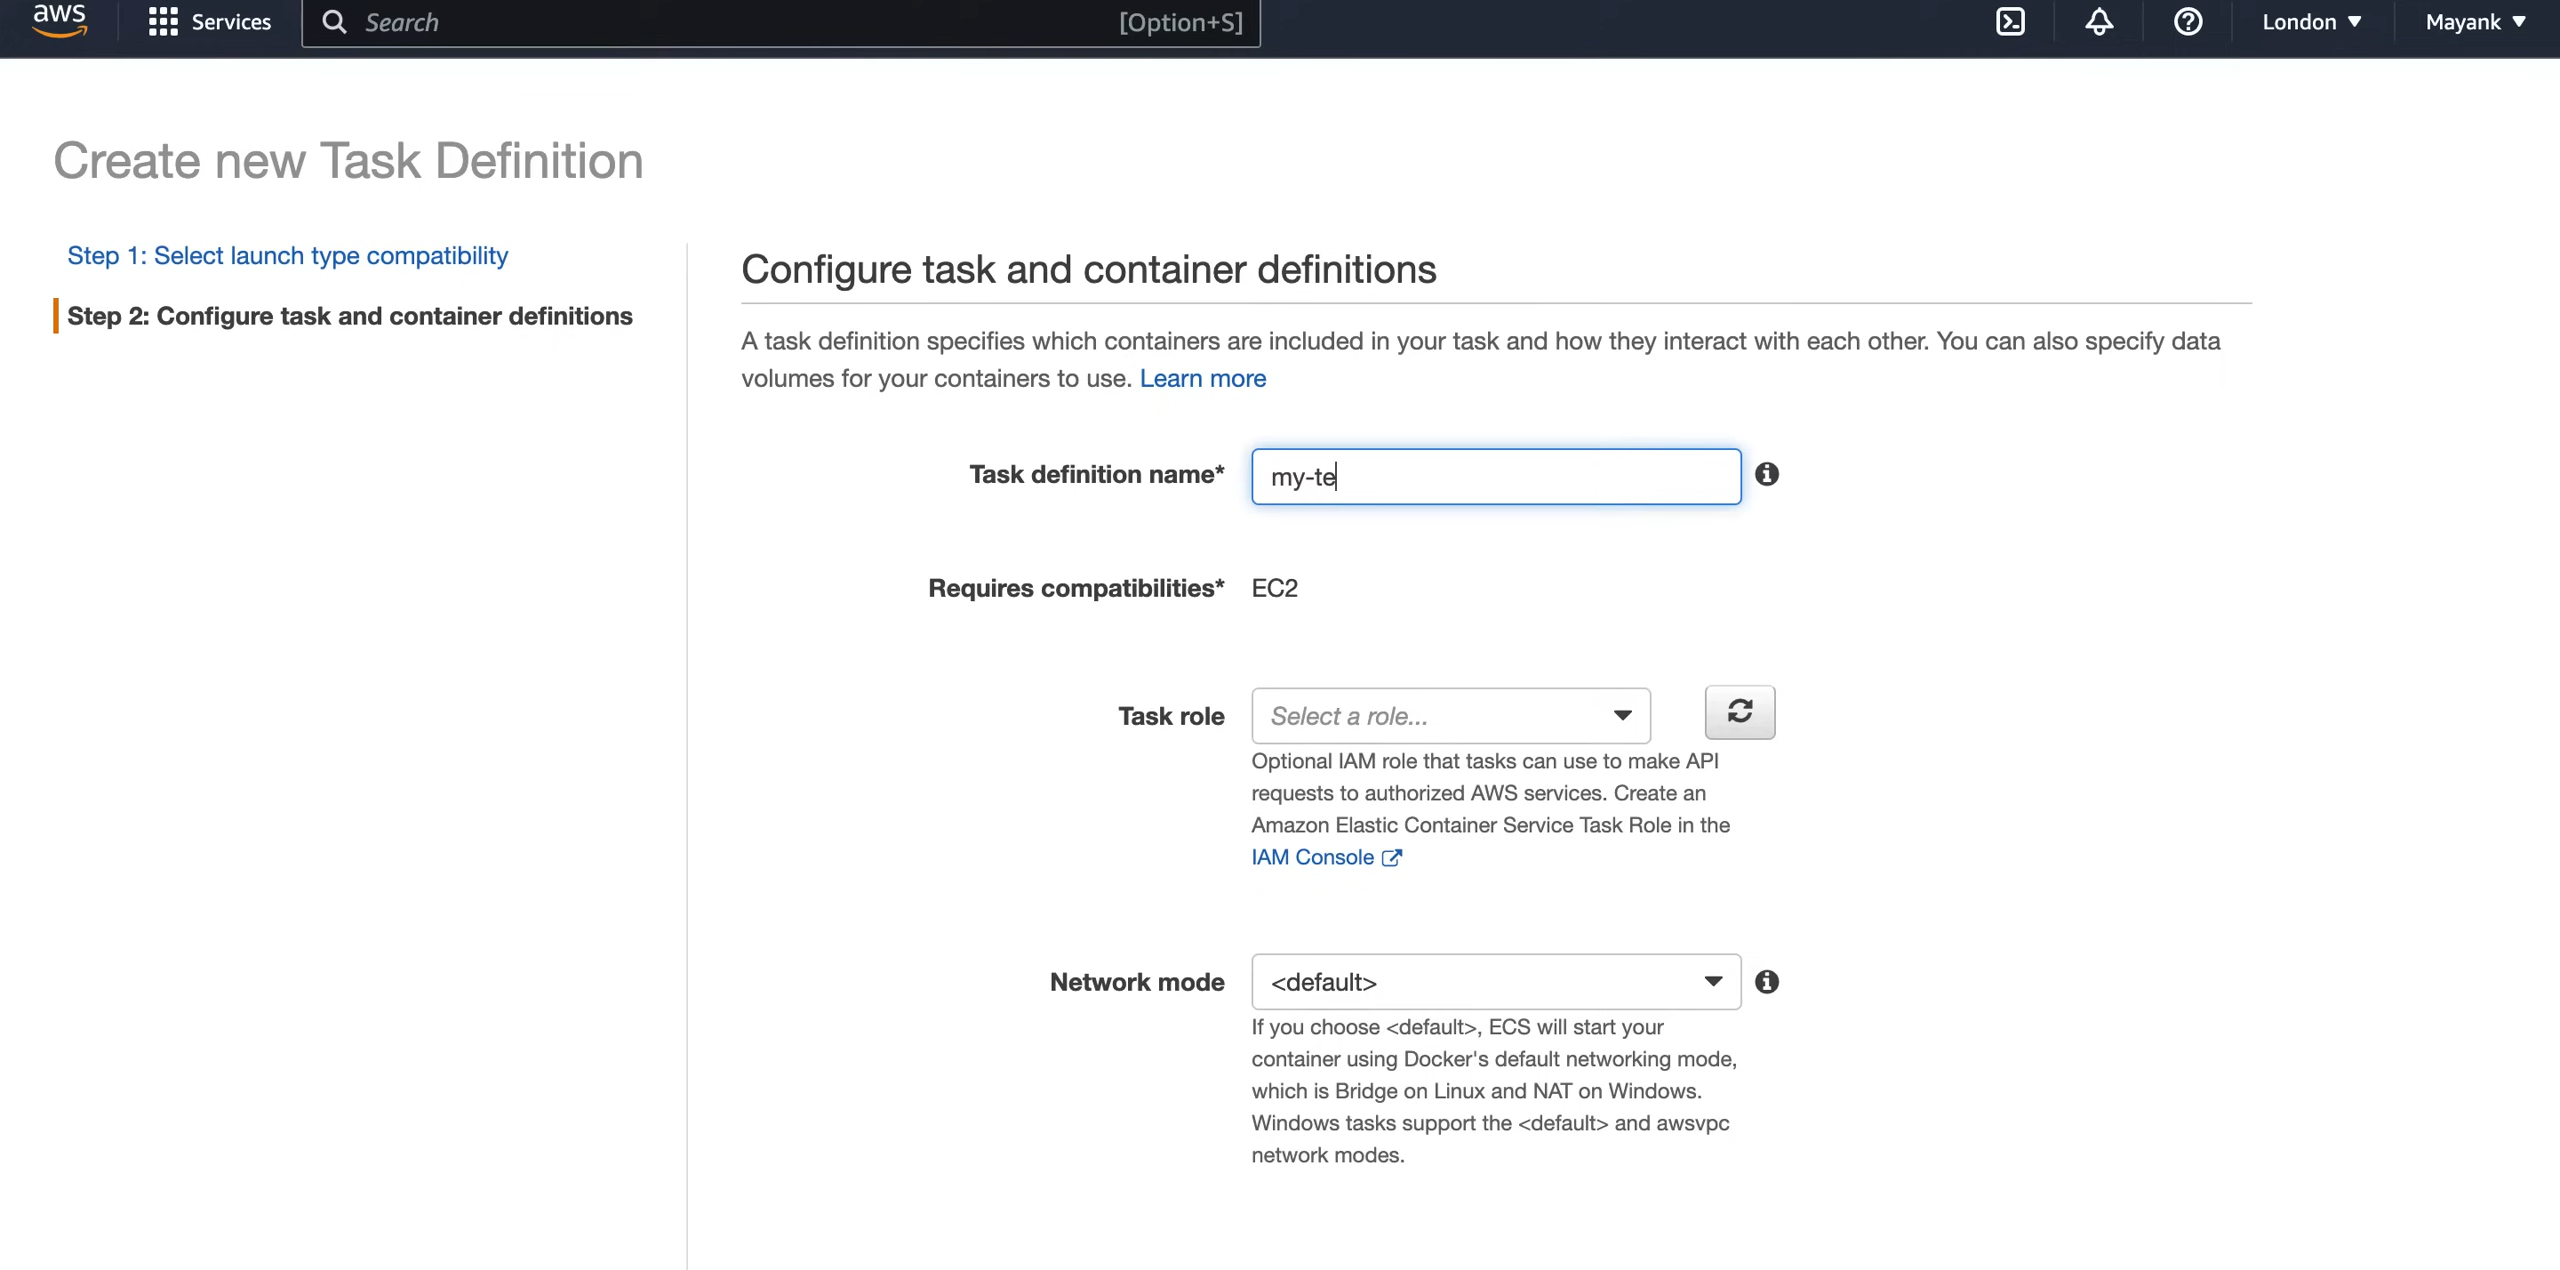 aws
Services
Search
[Option+S]
London
Mayank
Create new Task Definition
Step 1: Select launch type compatibility
Step 2: Configure task and container definitions
Configure task and container definitions
A task definition specifies which containers are included in your task and how they interact with each other. You can also specify data
volumes for your containers to use. Learn more
Task definition name*
my-te
Requires compatibilities*
EC2
Task role
Select a role...
Optional IAM role that tasks can use to make API
requests to authorized AWS services. Create an
Amazon Elastic Container Service Task Role in the
IAM Console
Network mode
<default>
If you choose <default>, ECS will start your
container using Docker's default networking mode,
which is Bridge on Linux and NAT on Windows.
Windows tasks support the <default> and awsvpc
network modes.